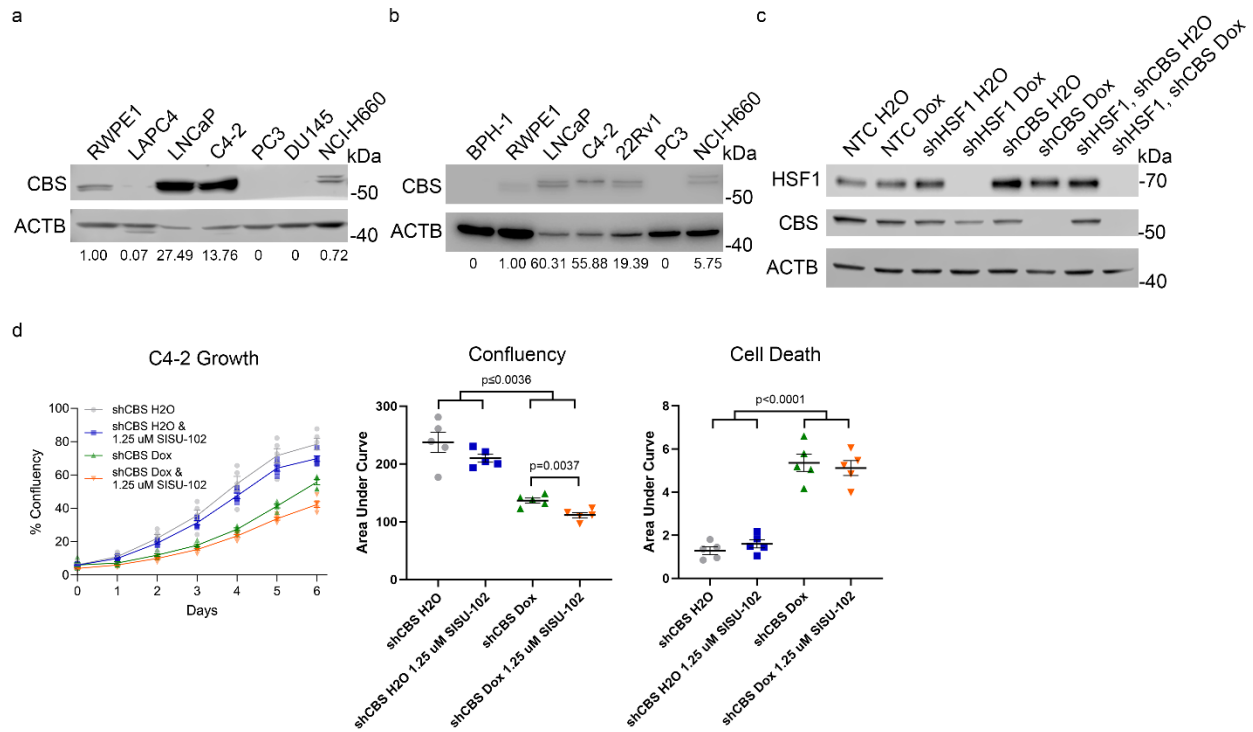 a
RWPE1 LAPC4 LNCaP C4-2 PC3 DU145 NCI-H660
kDa
CBS -50
ACTB -40
1.00 0.07 27.49 13.76 0 0 0.72
b
BPH-1 RWPE1 LNCaP C4-2 22Rv1 PC3 NCI-H660
kDa
CBS -50
ACTB -40
0 1.00 60.31 55.88 19.39 0 5.75
c
NTC H2O NTC Dox shHSF1 H2O shHSF1 Dox shCBS H2O shCBS Dox shHSF1, shCBS H2O shHSF1, shCBS Dox
kDa
HSF1 -70
CBS -50
ACTB -40
d
C4-2 Growth
shCBS H2O
shCBS H2O &
1.25 uM SISU-102
shCBS Dox
shCBS Dox &
1.25 uM SISU-102
% Confluency
100
80
60
40
20
0
0 1 2 3 4 5 6
Days
Confluency
p≤0.0036
p=0.0037
Area Under Curve
300
200
100
0
shCBS H2O
shCBS H2O 1.25 uM SISU-102
shCBS Dox
shCBS Dox 1.25 uM SISU-102
Cell Death
p<0.0001
Area Under Curve
8
6
4
2
0
shCBS H2O
shCBS H2O 1.25 uM SISU-102
shCBS Dox
shCBS Dox 1.25 uM SISU-102